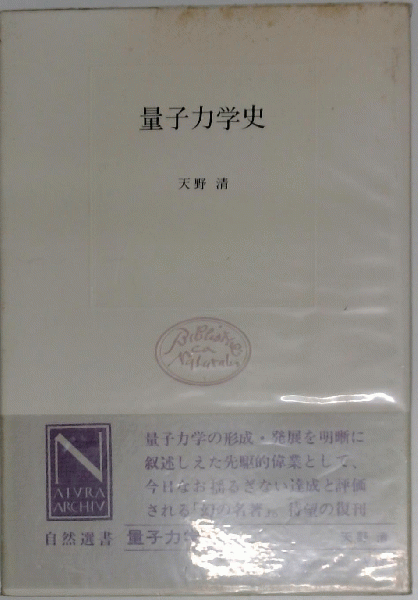 量子力学史
天野 清
N
ATVRA
ARCHIV
量子力学の形成・発展を明晰に
叙述しえた先駆的偉業として、
今日なお揺るぎない達成と評価
される「幻の名著」、待望の復刊
自然選書
量子力学
天野 清